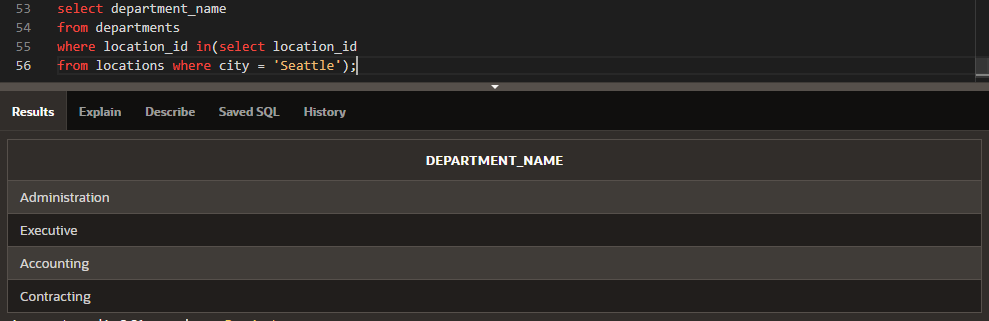 53 select department_name
54 from departments
55 where location_id in(select location_id
56 from locations where city = 'Seattle');
Results Explain Describe Saved SQL History
DEPARTMENT_NAME
Administration
Executive
Accounting
Contracting